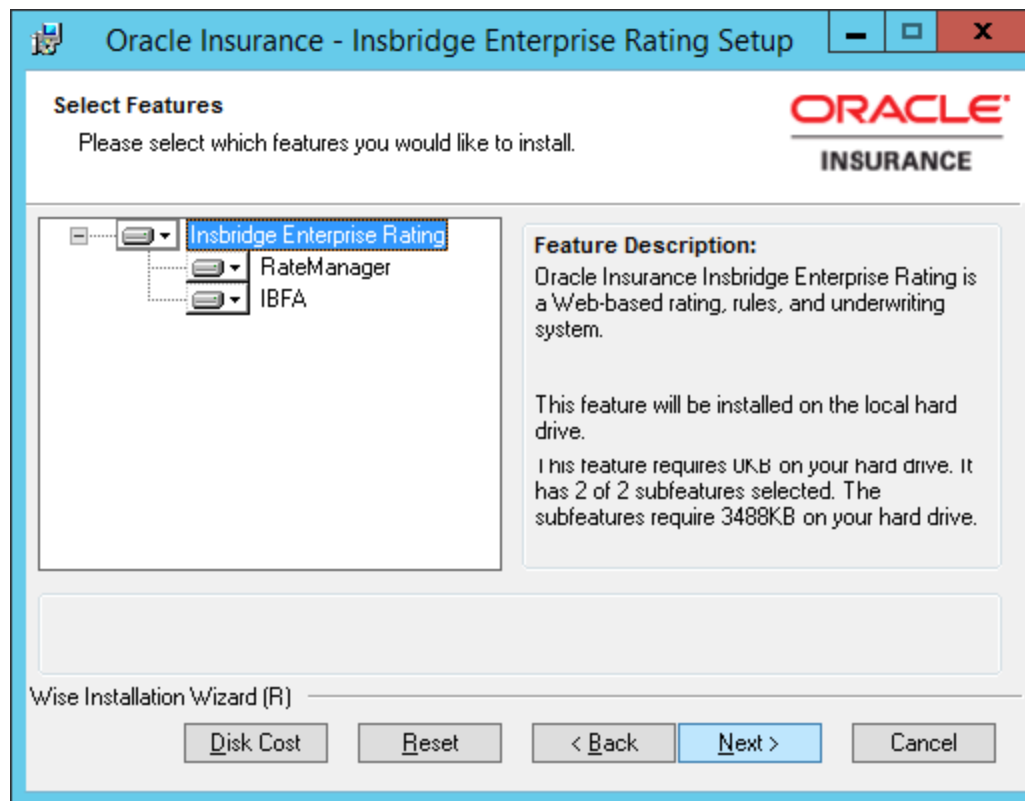 Oracle Insurance - Insbridge Enterprise Rating Setup
Select Features
Please select which features you would like to install.
ORACLE
INSURANCE
Insbridge Enterprise Rating
RateManager
IBFA
Feature Description:
Oracle Insurance Insbridge Enterprise Rating is
a Web-based rating, rules, and underwriting
system.
This feature will be installed on the local hard
drive.
This feature requires 0KB on your hard drive. It
has 2 of 2 subfeatures selected. The
subfeatures require 3488KB on your hard drive.
Wise Installation Wizard (R)
Disk Cost
Reset
< Back
Next >
Cancel